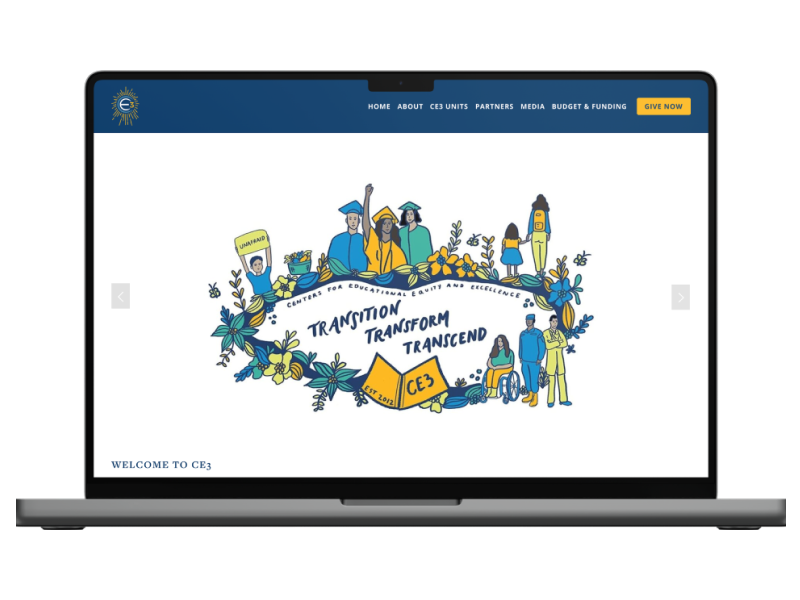 CE3
HOME ABOUT CE3 UNITS PARTNERS MEDIA BUDGET & FUNDING GIVE NOW
UNAFRAID
CENTERS FOR EDUCATIONAL EQUITY AND EXCELLENCE
TRANSITION
TRANSFORM
TRANSCEND
EST 2012
CE3
WELCOME TO CE3